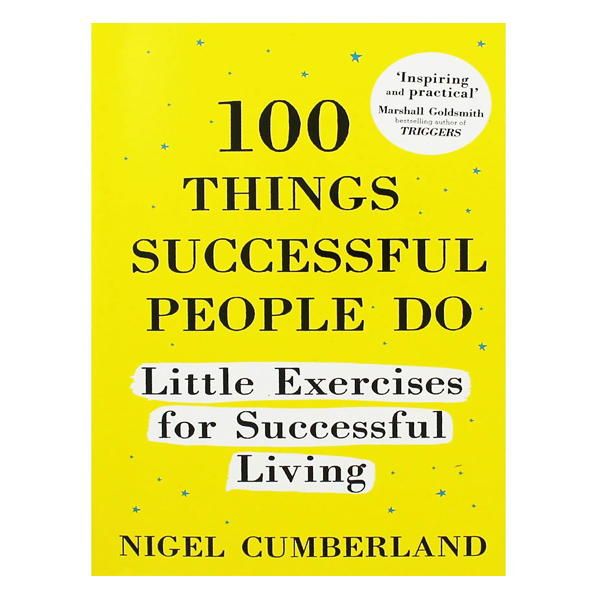 'Inspiring
and practical'
Marshall Goldsmith
bestselling author of
TRIGGERS
100
THINGS
SUCCESSFUL
PEOPLE DO
Little Exercises
for Successful
Living
NIGEL CUMBERLAND